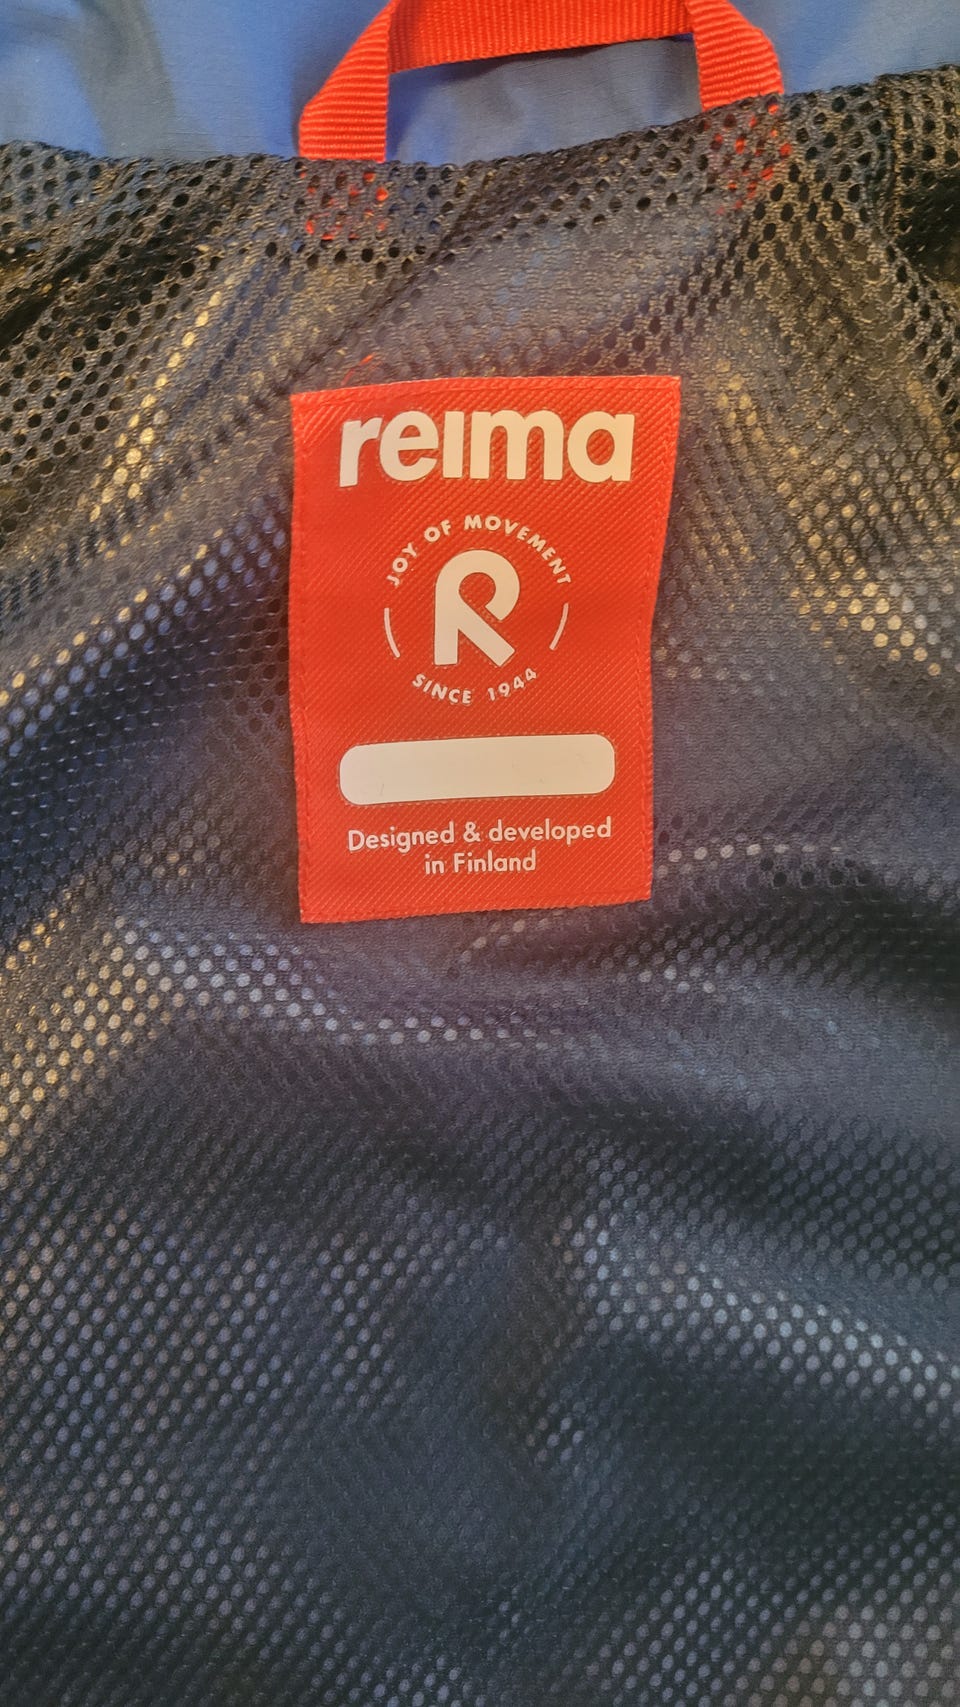 reima
JOY OF MOVEMENT
R
SINCE 1944
Designed & developed
in Finland